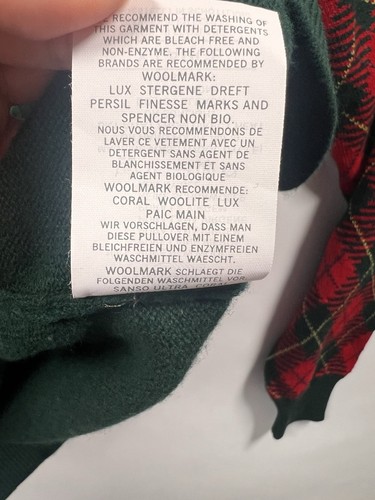 WE RECOMMEND THE WASHING OF
THIS GARMENT WITH DETERGENTS
WHICH ARE BLEACH FREE AND
NON-ENZYME. THE FOLLOWING
BRANDS ARE RECOMMENDED BY
WOOLMARK:
LUX STERGENE DREFT
PERSIL FINESSE MARKS AND
SPENCER NON BIO.
NOUS VOUS RECOMMENDONS DE
LAVER CE VETEMENT AVEC UN
DETERGENT SANS AGENT DE
BLANCHISSEMENT ET SANS
AGENT BIOLOGIQUE
WOOLMARK RECOMMENDE:
CORAL WOOLITE LUX
PAIC MAIN
WIR VORSCHLAGEN, DASS MAN
DIESE PULLOVER MIT EINEM
BLEICHFREIEN UND ENZYMFREIEN
WASCHMITTEL WAESCHT.
WOOLMARK SCHLAEGT DIE
FOLGENDEN WASCHMITTEL VOR
SANSO ULTRA